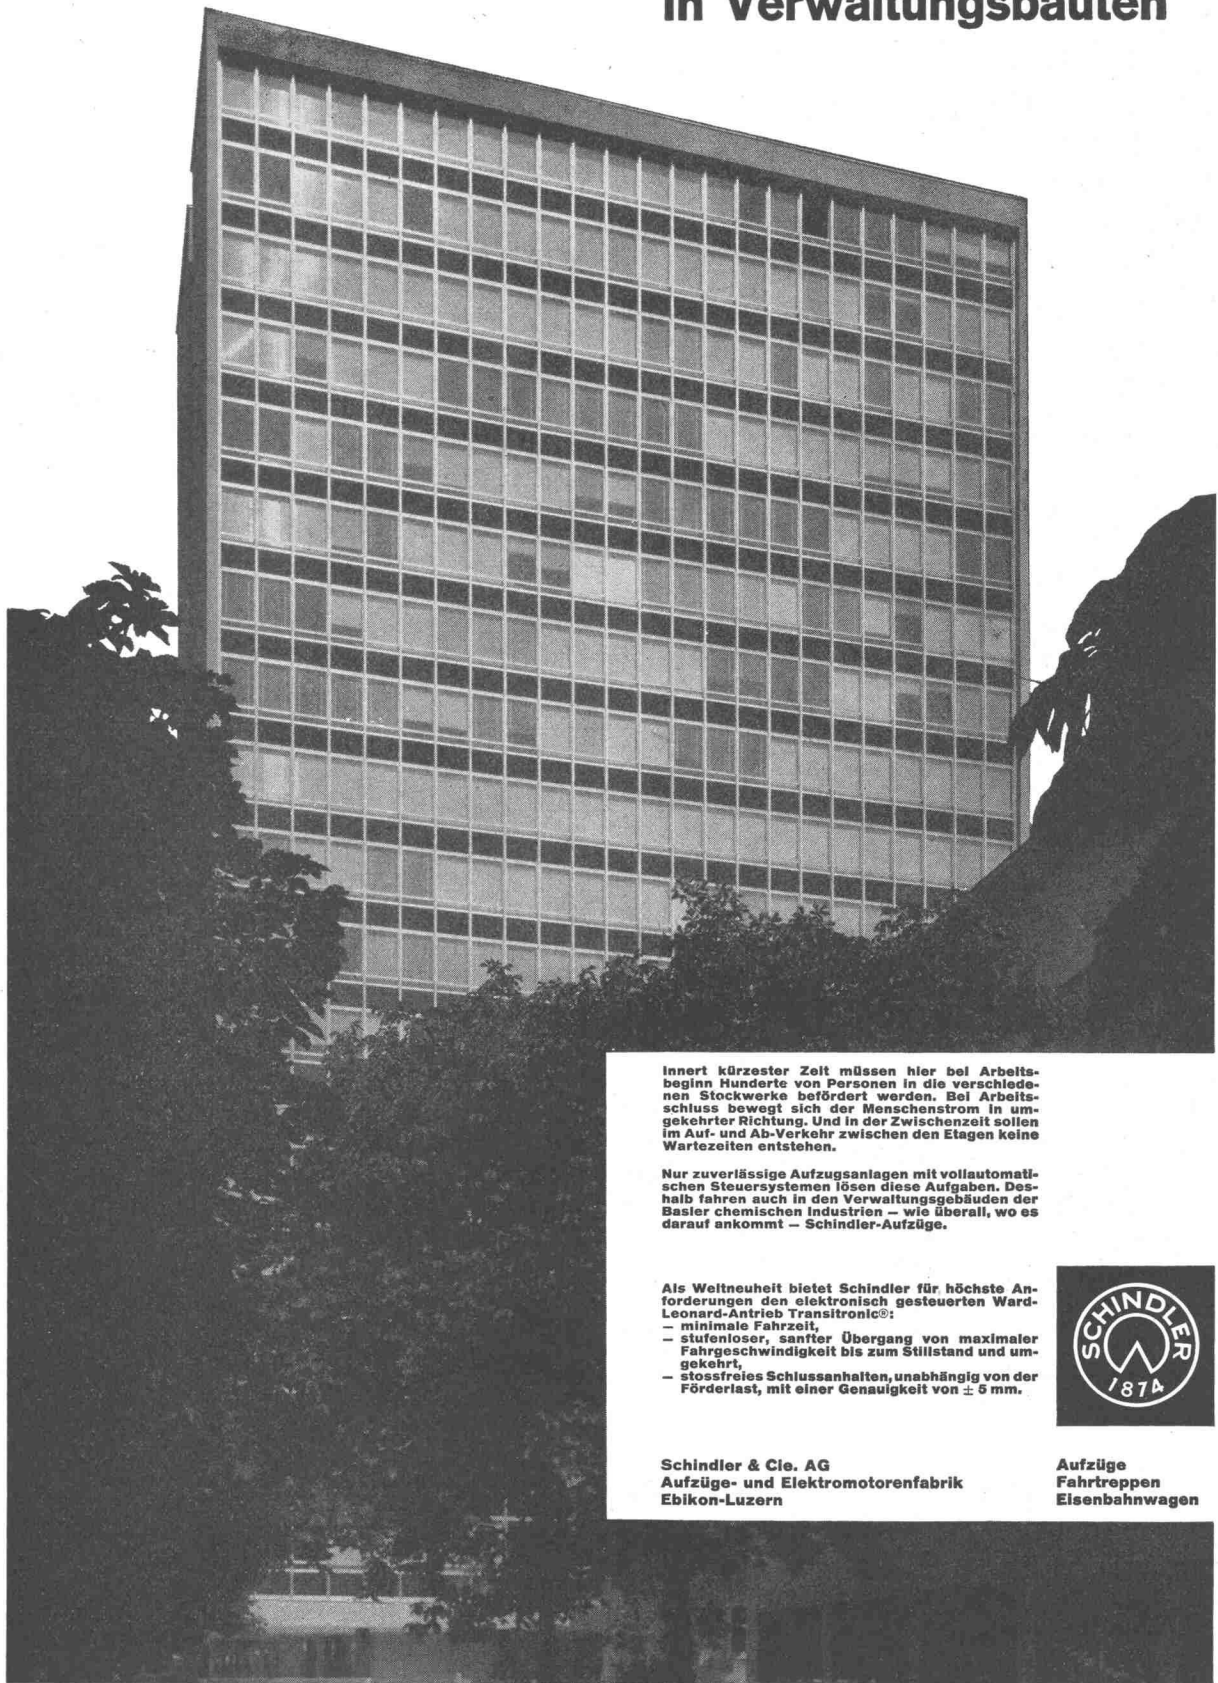 in Verwaltungsbauten
Innert kürzester Zeit müssen hier bei Arbeits-
beginn Hunderte von Personen in die verschiede-
nen Stockwerke befördert werden. Bei Arbeits-
schluss bewegt sich der Menschenstrom in um-
gekehrter Richtung. Und in der Zwischenzeit sollen
im Auf- und Ab-Verkehr zwischen den Etagen keine
Wartezeiten entstehen.
Nur zuverlässige Aufzugsanlagen mit vollautomati-
schen Steuersystemen lösen diese Aufgaben. Des-
halb fahren auch in den Verwaltungsgebäuden der
Basler chemischen Industrien – wie überall, wo es
darauf ankommt – Schindler-Aufzüge.
Als Weltneuheit bietet Schindler für höchste An-
forderungen den elektronisch gesteuerten Ward-
Leonard-Antrieb Transitronic®:
– minimale Fahrzeit,
– stufenloser, sanfter Übergang von maximaler
Fahrgeschwindigkeit bis zum Stillstand und um-
gekehrt,
– stossfreies Schlussanhalten, unabhängig von der
Förderlast, mit einer Genauigkeit von ± 5 mm.
SCHINDLER
1874
Schindler & Cie. AG
Aufzüge- und Elektromotorenfabrik
Ebikon-Luzern
Aufzüge
Fahrtreppen
Eisenbahnwagen